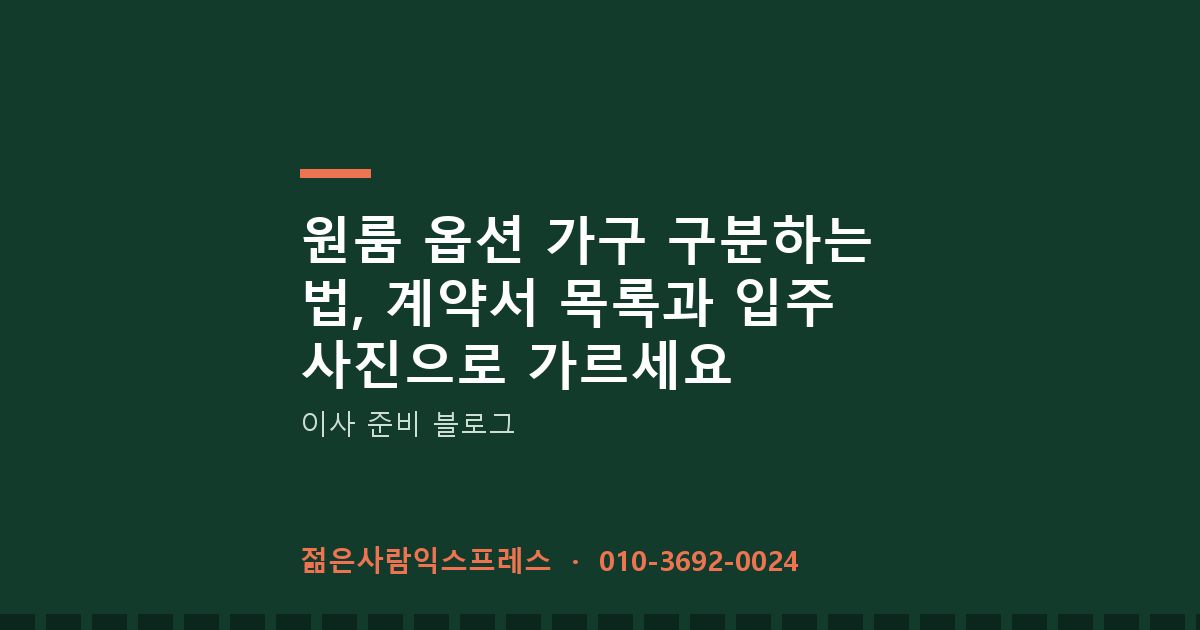 원룸 옵션 가구 구분하는
법, 계약서 목록과 입주
사진으로 가르세요
이사 준비 블로그
젊은사람익스프레스 · 010-3692-0024